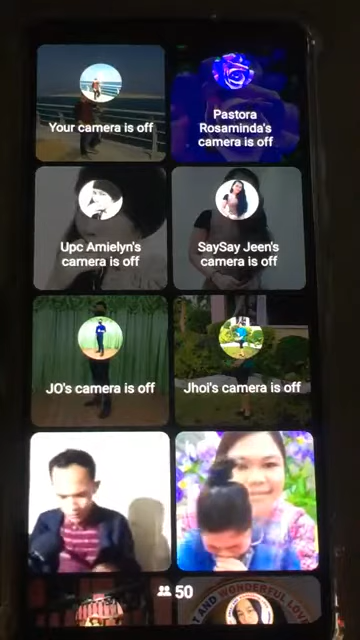 Your camera is off
Pastora
Rosaminda's
camera is off
Upc Amielyn's
camera is off
SaySay Jeen's
camera is off
JO's camera is off
Jhoi's camera is off
50
T AND WONDERFUL LOVE